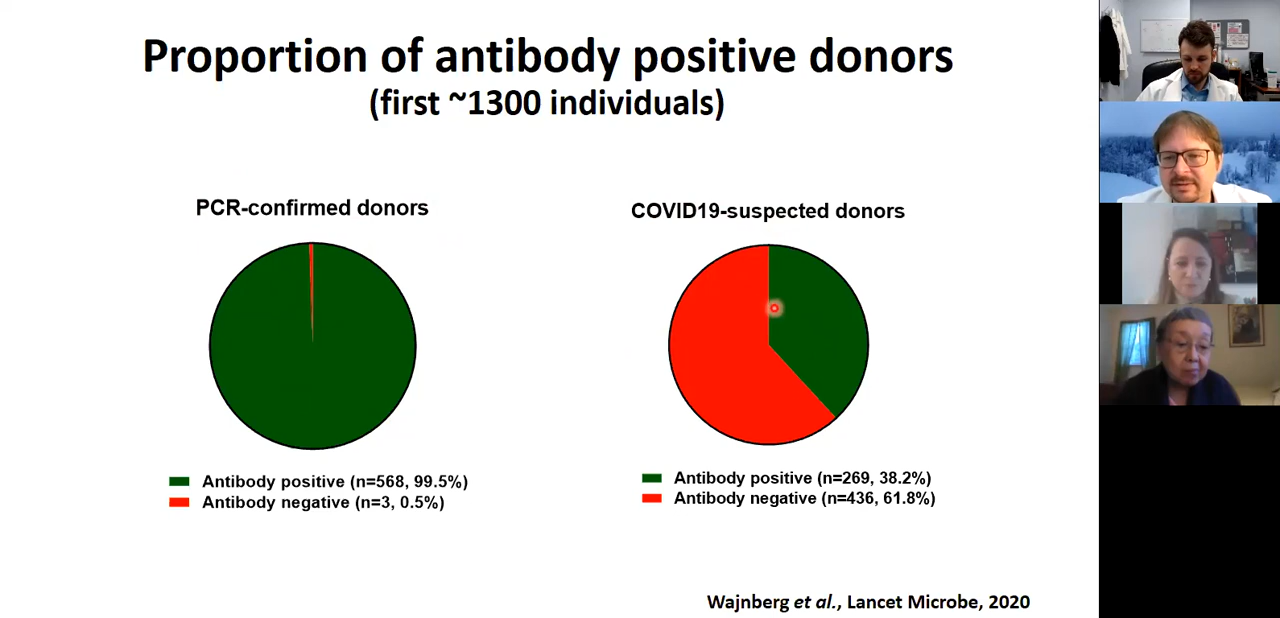 Proportion of antibody positive donors
(first ~1300 individuals)
PCR-confirmed donors
COVID19-suspected donors
Antibody positive (n=568, 99.5%)
Antibody negative (n=3, 0.5%)
Antibody positive (n=269, 38.2%)
Antibody negative (n=436, 61.8%)
Wajnberg et al., Lancet Microbe, 2020